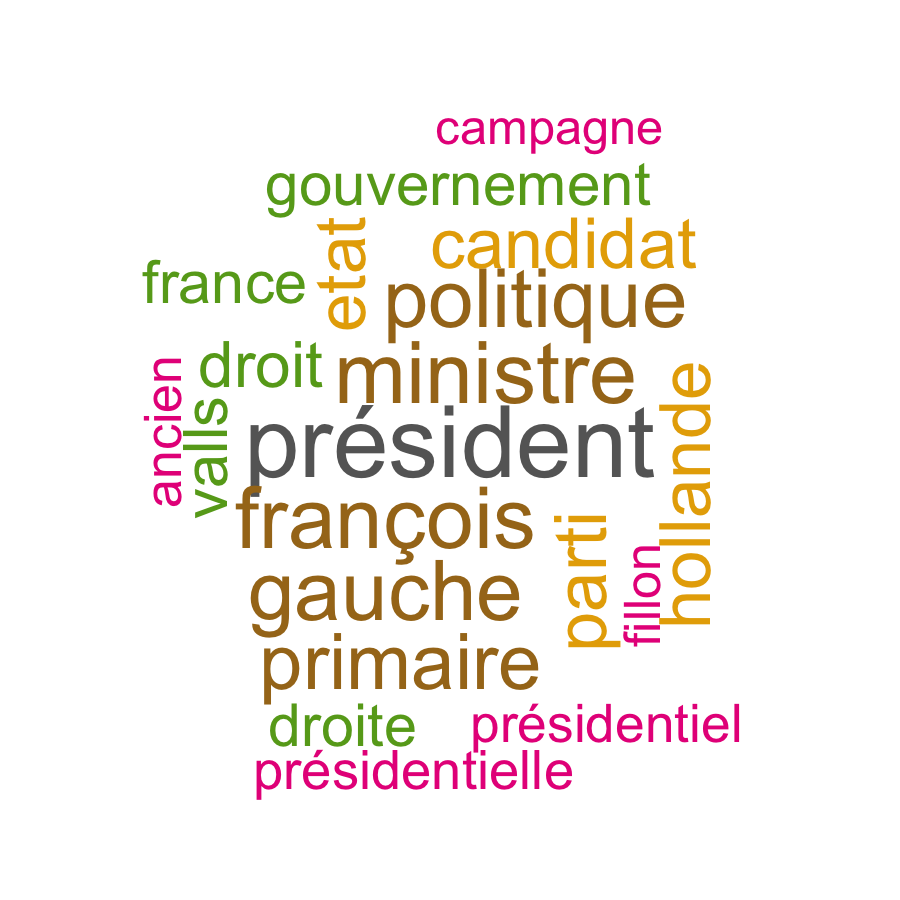 campagne
gouvernement
etat
candidat
france
politique
droit
ministre
ancien
valls
président
hollande
françois
parti
fillon
gauche
primaire
droite
présidentiel
présidentielle